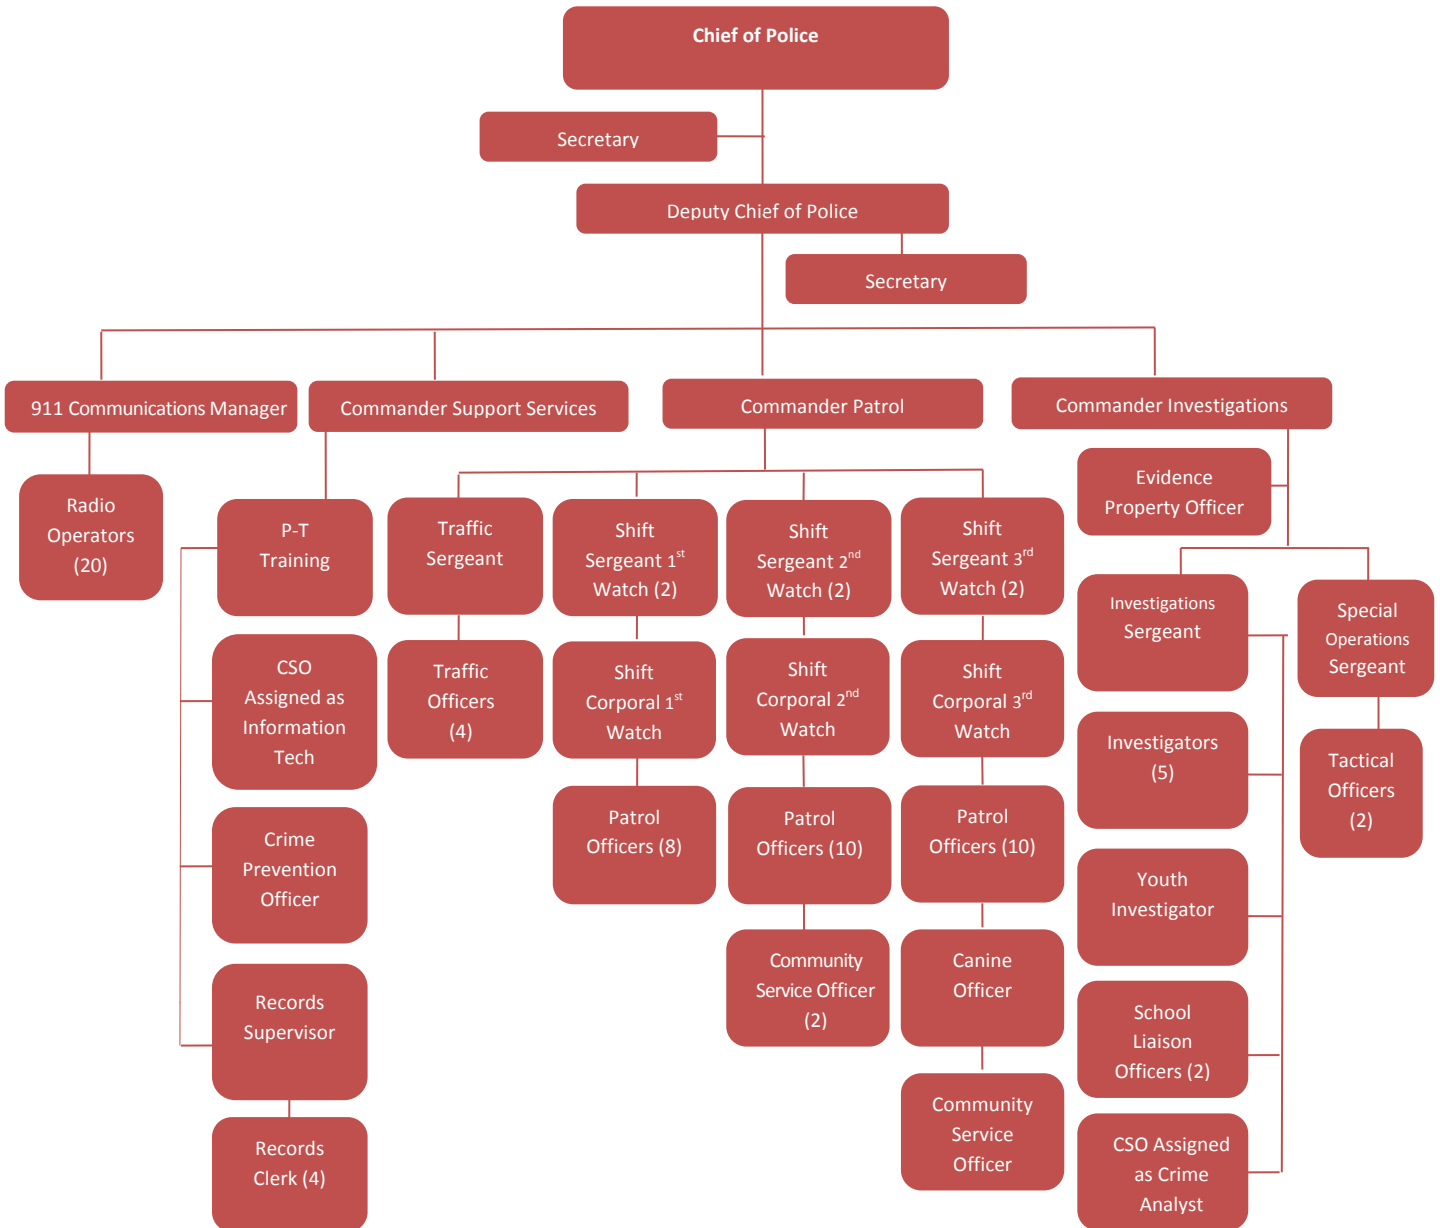 Chief of Police
Secretary
Deputy Chief of Police
Secretary
911 Communications Manager
Commander Support Services
Commander Patrol
Commander Investigations
Radio
Operators
(20)
P-T
Training
CSO
Assigned as
Information
Tech
Crime
Prevention
Officer
Records
Supervisor
Records
Clerk (4)
Traffic
Sergeant
Traffic
Officers
(4)
Shift
Sergeant 1st
Watch (2)
Shift
Corporal 1st
Watch
Patrol
Officers (8)
Shift
Sergeant 2nd
Watch (2)
Shift
Corporal 2nd
Watch
Patrol
Officers (10)
Community
Service Officer
(2)
Shift
Sergeant 3rd
Watch (2)
Shift
Corporal 3rd
Watch
Patrol
Officers (10)
Canine
Officer
Community
Service
Officer
Evidence
Property Officer
Investigations
Sergeant
Investigators
(5)
Youth
Investigator
School
Liaison
Officers (2)
CSO Assigned
as Crime
Analyst
Special
Operations
Sergeant
Tactical
Officers
(2)